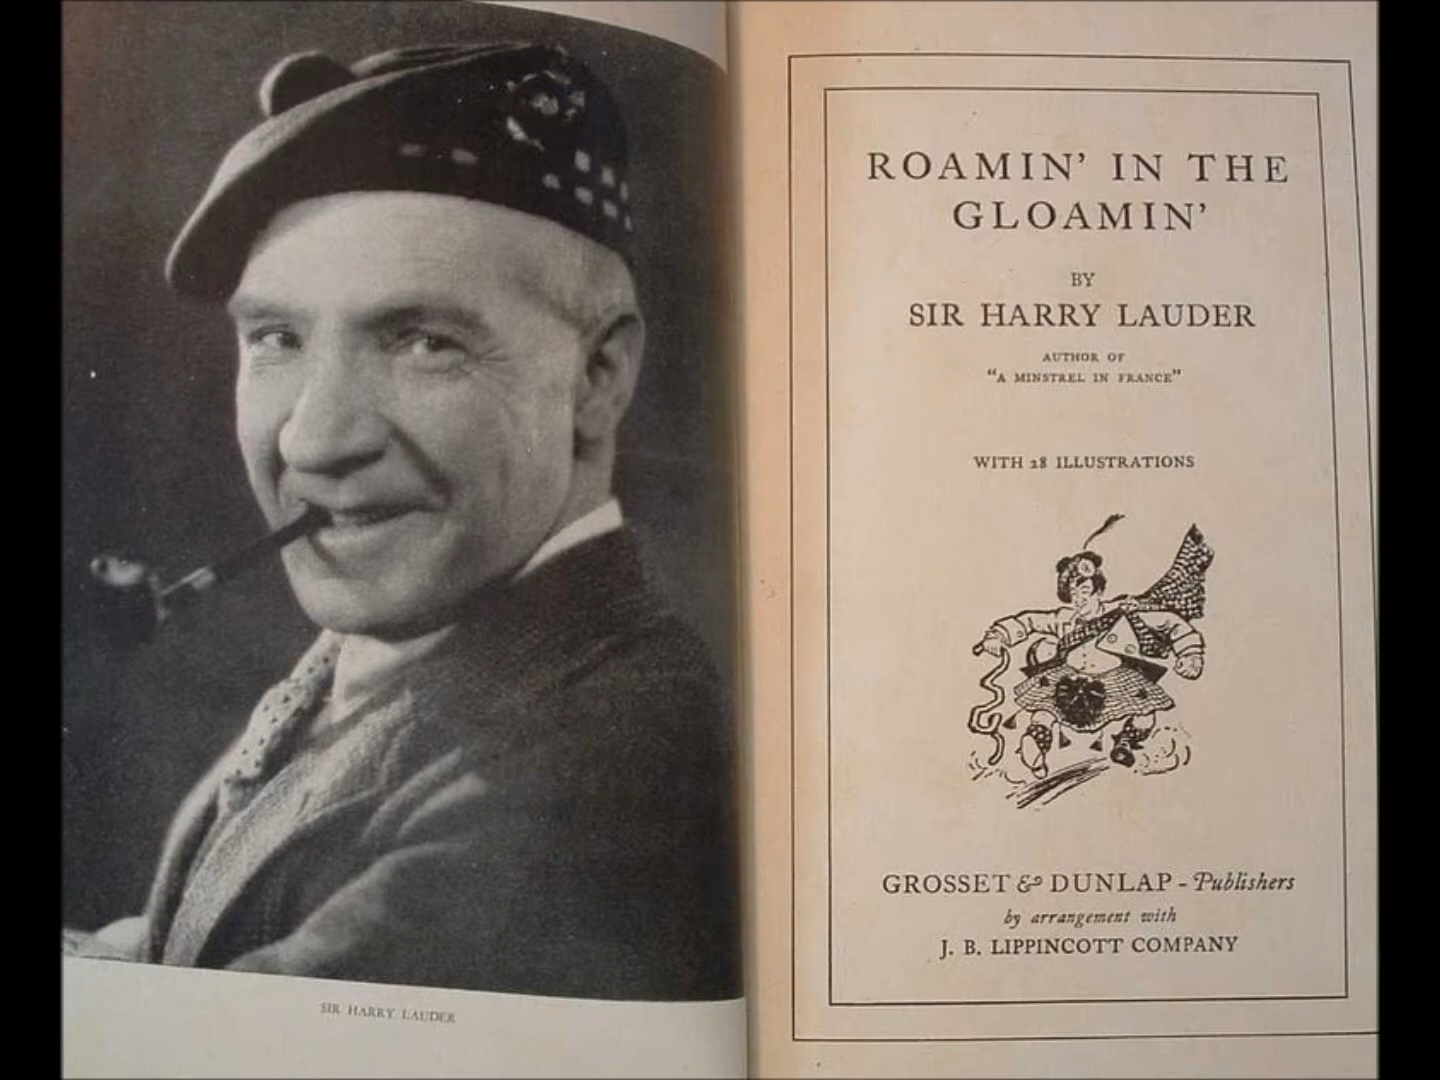 SIR HARRY LAUDER
ROAMIN' IN THE
GLOAMIN'
BY
SIR HARRY LAUDER
AUTHOR OF
"A MINSTREL IN FRANCE"
WITH 28 ILLUSTRATIONS
GROSSET & DUNLAP - Publishers
by arrangement with
J. B. LIPPINCOTT COMPANY